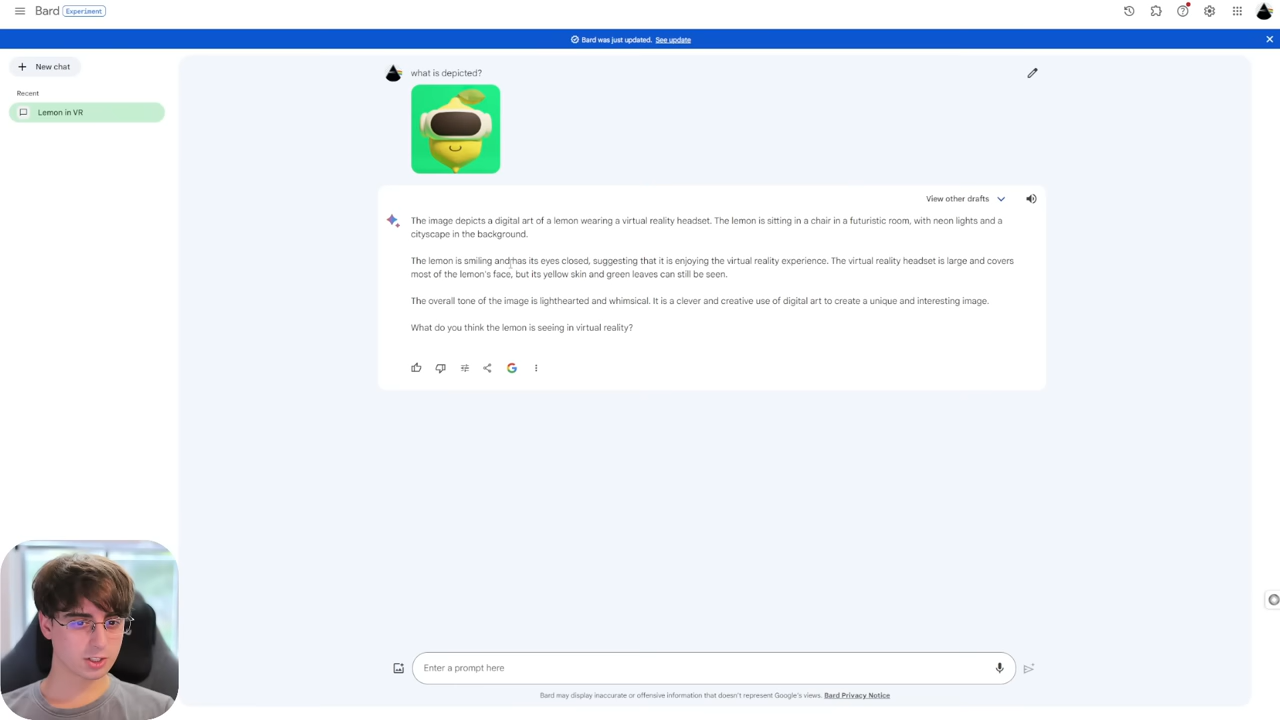 Bard Experiment
Bard was just updated. See update
New chat
Recent
Lemon in VR
what is depicted?
View other drafts
The image depicts a digital art of a lemon wearing a virtual reality headset. The lemon is sitting in a chair in a futuristic room, with neon lights and a
cityscape in the background.
The lemon is smiling and has its eyes closed, suggesting that it is enjoying the virtual reality experience. The virtual reality headset is large and covers
most of the lemon's face, but its yellow skin and green leaves can still be seen.
The overall tone of the image is lighthearted and whimsical. It is a clever and creative use of digital art to create a unique and interesting image.
What do you think the lemon is seeing in virtual reality?
Enter a prompt here
Bard may display inaccurate or offensive information that doesn't represent Google's views. Bard Privacy Notice